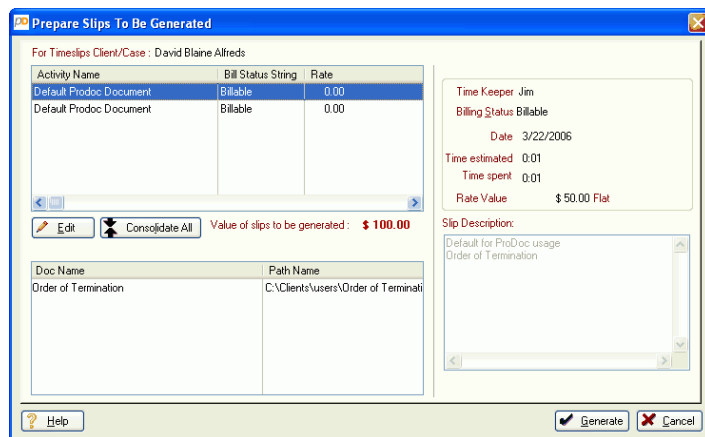 Prepare Slips To Be Generated
For Timeslips Client/Case : David Blaine Alfreds
Activity Name Bill Status String Rate
Default Prodoc Document Billable 0.00
Default Prodoc Document Billable 0.00
Edit Consolidate All Value of slips to be generated : $ 100.00
Doc Name Path Name
Order of Termination C:\Clients\users\Order of Terminati
Time Keeper Jim
Billing Status Billable
Date 3/22/2006
Time estimated 0:01
Time spent 0:01
Rate Value $ 50.00 Flat
Slip Description:
Default for ProDoc usage
Order of Termination
Help Generate Cancel